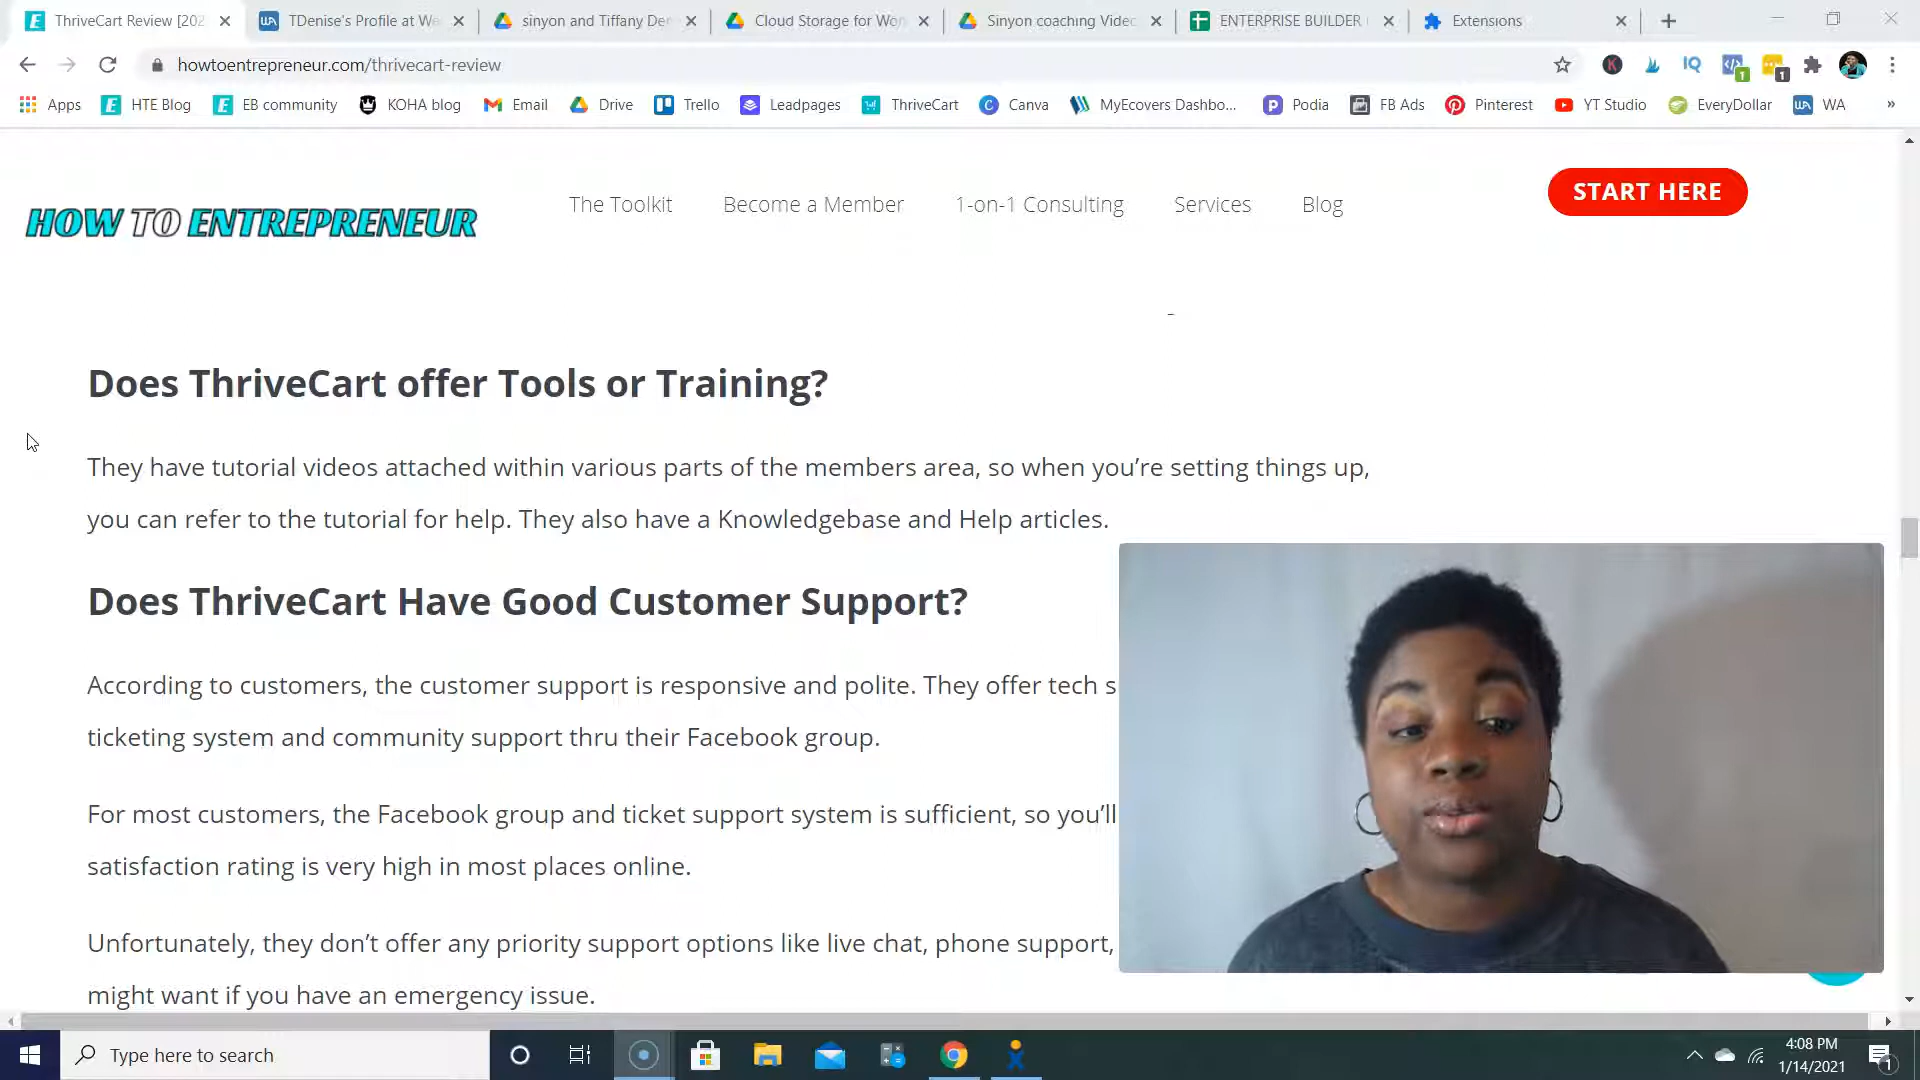 ThriveCart Review [202
TDenise's Profile at We
sinyon and Tiffany De
Cloud Storage for Wor
Sinyon coaching Video
ENTERPRISE BUILDER
Extensions
howtoentrepreneur.com/thrivecart-review
Apps
HTE Blog
EB community
KOHA blog
Email
Drive
Trello
Leadpages
ThriveCart
Canva
MyEcovers Dashbo...
Podia
FB Ads
Pinterest
YT Studio
EveryDollar
WA
HOW TO ENTREPRENEUR
The Toolkit
Become a Member
1-on-1 Consulting
Services
Blog
START HERE
Does ThriveCart offer Tools or Training?
They have tutorial videos attached within various parts of the members area, so when you’re setting things up,
you can refer to the tutorial for help. They also have a Knowledgebase and Help articles.
Does ThriveCart Have Good Customer Support?
According to customers, the customer support is responsive and polite. They offer tech s
ticketing system and community support thru their Facebook group.
For most customers, the Facebook group and ticket support system is sufficient, so you’ll
satisfaction rating is very high in most places online.
Unfortunately, they don’t offer any priority support options like live chat, phone support,
might want if you have an emergency issue.
Type here to search
4:08 PM
1/14/2021